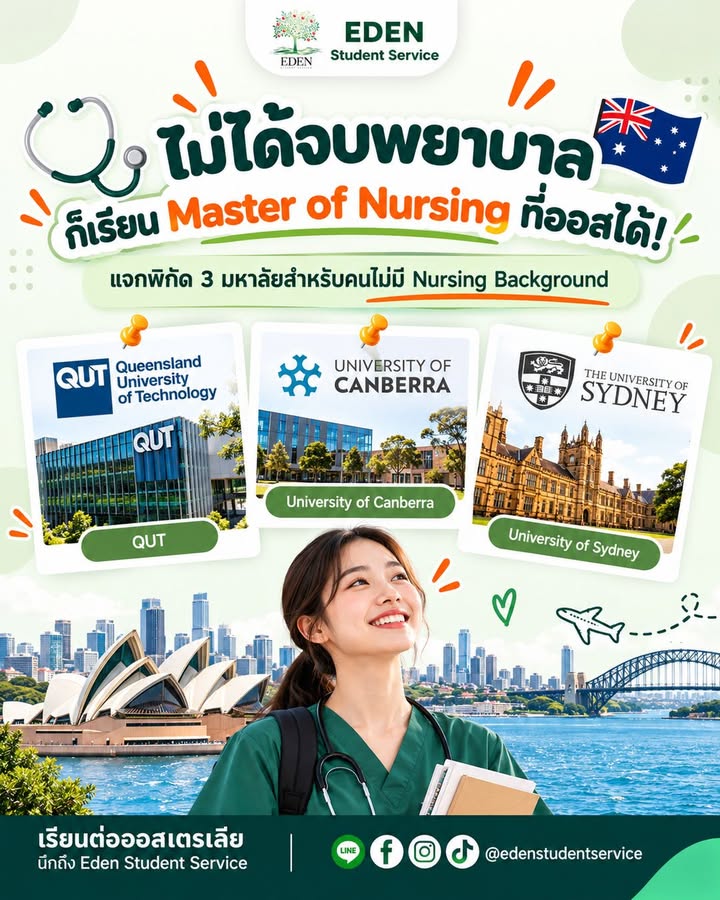 EDEN
EDEN
Student Service
ไม่ได้จบพยาบาล
ก็เรียน Master of Nursing ที่ออสได้!
แจกพิกัด 3 มหาลัยสำหรับคนไม่มี Nursing Background
QUT
Queensland
University
of Technology
QUT
QUT
UNIVERSITY OF
CANBERRA
University of Canberra
THE UNIVERSITY OF
SYDNEY
University of Sydney
เรียนต่อออสเตรเลีย
นึกถึง Eden Student Service
LINE
@edenstudentservice